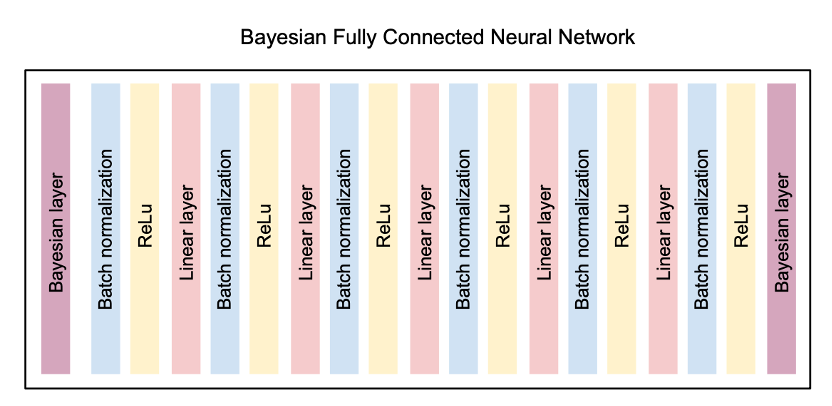 Bayesian Fully Connected Neural Network
Bayesian layer
Batch normalization
ReLu
Linear layer
Batch normalization
ReLu
Linear layer
Batch normalization
ReLu
Linear layer
Batch normalization
ReLu
Linear layer
Batch normalization
ReLu
Linear layer
Batch normalization
ReLu
Bayesian layer